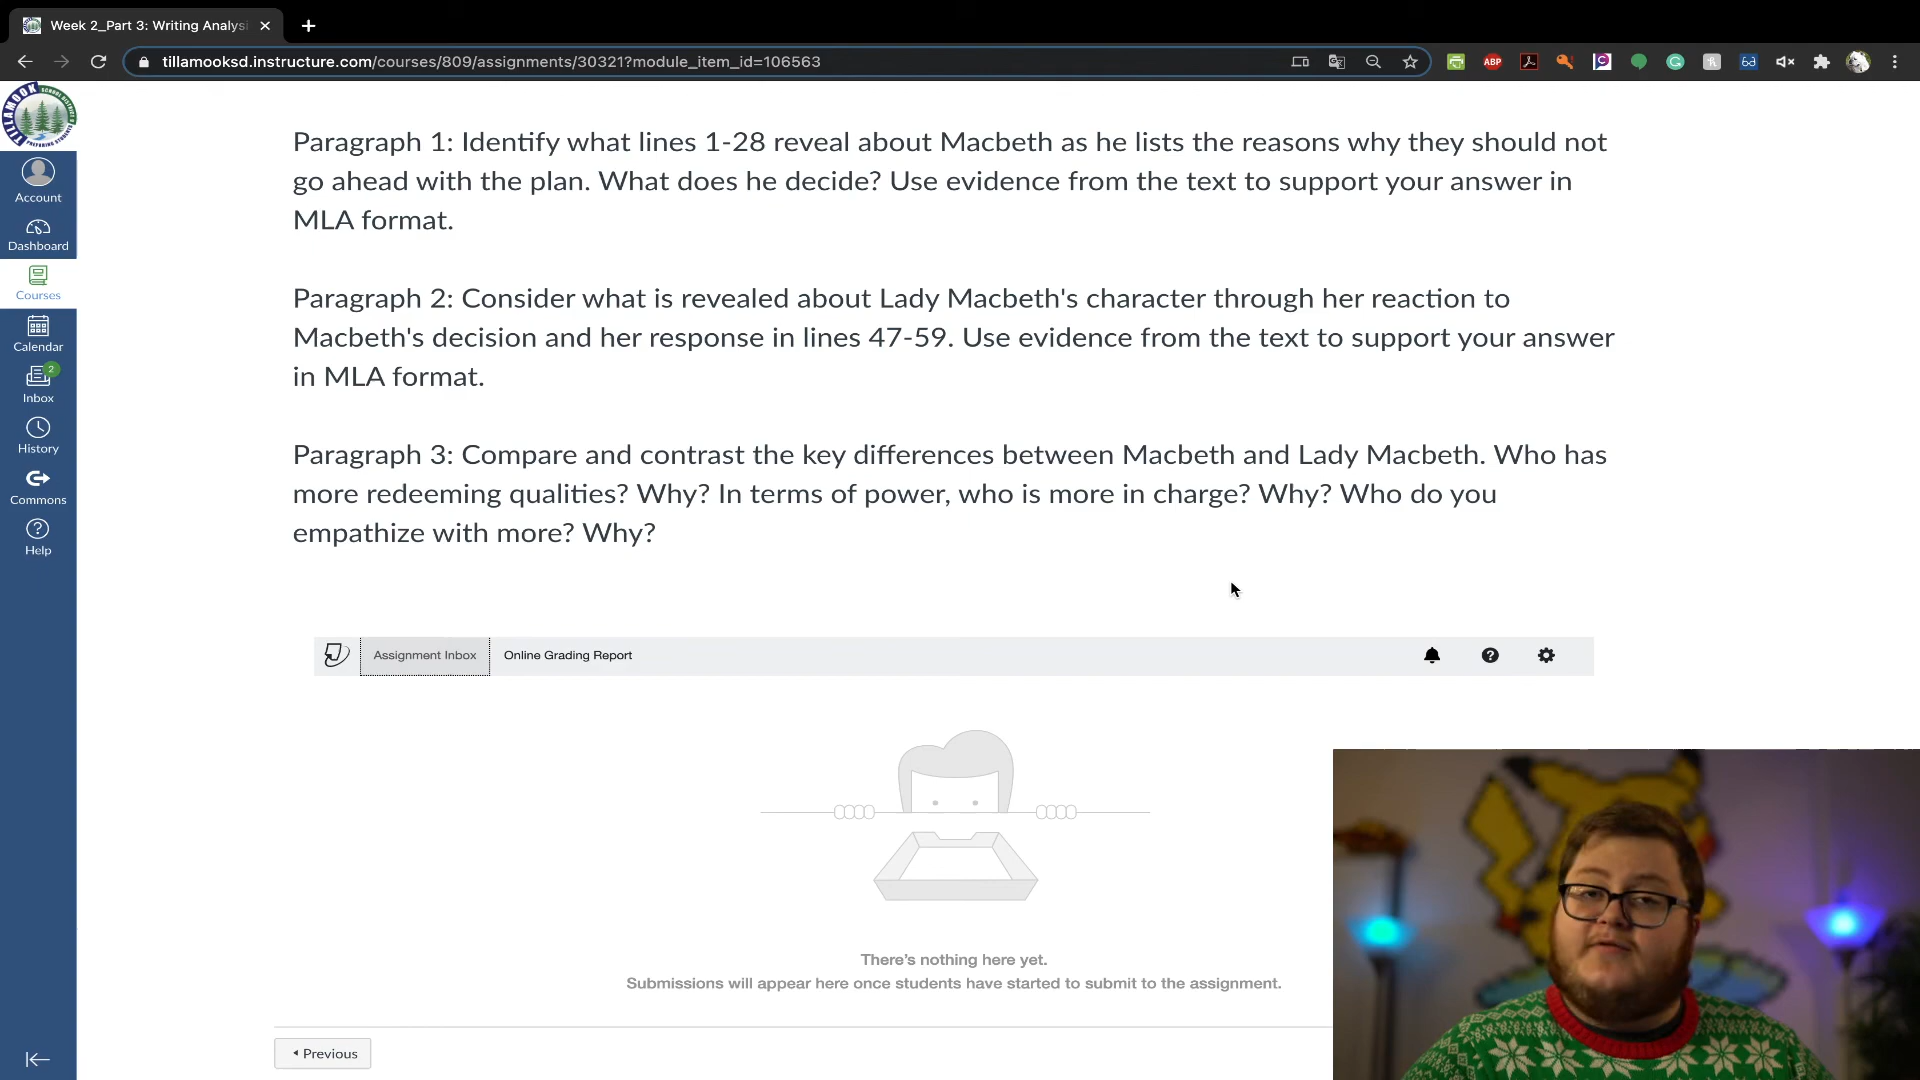 Week 2_Part 3: Writing Analysi
tillamooksd.instructure.com/courses/809/assignments/30321?module_item_id=106563
ABP
TILLAMOOK SCHOOL DISTRICT
PREPARING STUDENTS
Account
Dashboard
Courses
Calendar
2
Inbox
History
Commons
Help
Paragraph 1: Identify what lines 1-28 reveal about Macbeth as he lists the reasons why they should not
go ahead with the plan. What does he decide? Use evidence from the text to support your answer in
MLA format.
Paragraph 2: Consider what is revealed about Lady Macbeth's character through her reaction to
Macbeth's decision and her response in lines 47-59. Use evidence from the text to support your answer
in MLA format.
Paragraph 3: Compare and contrast the key differences between Macbeth and Lady Macbeth. Who has
more redeeming qualities? Why? In terms of power, who is more in charge? Why? Who do you
empathize with more? Why?
Assignment Inbox
Online Grading Report
There's nothing here yet.
Submissions will appear here once students have started to submit to the assignment.
Previous